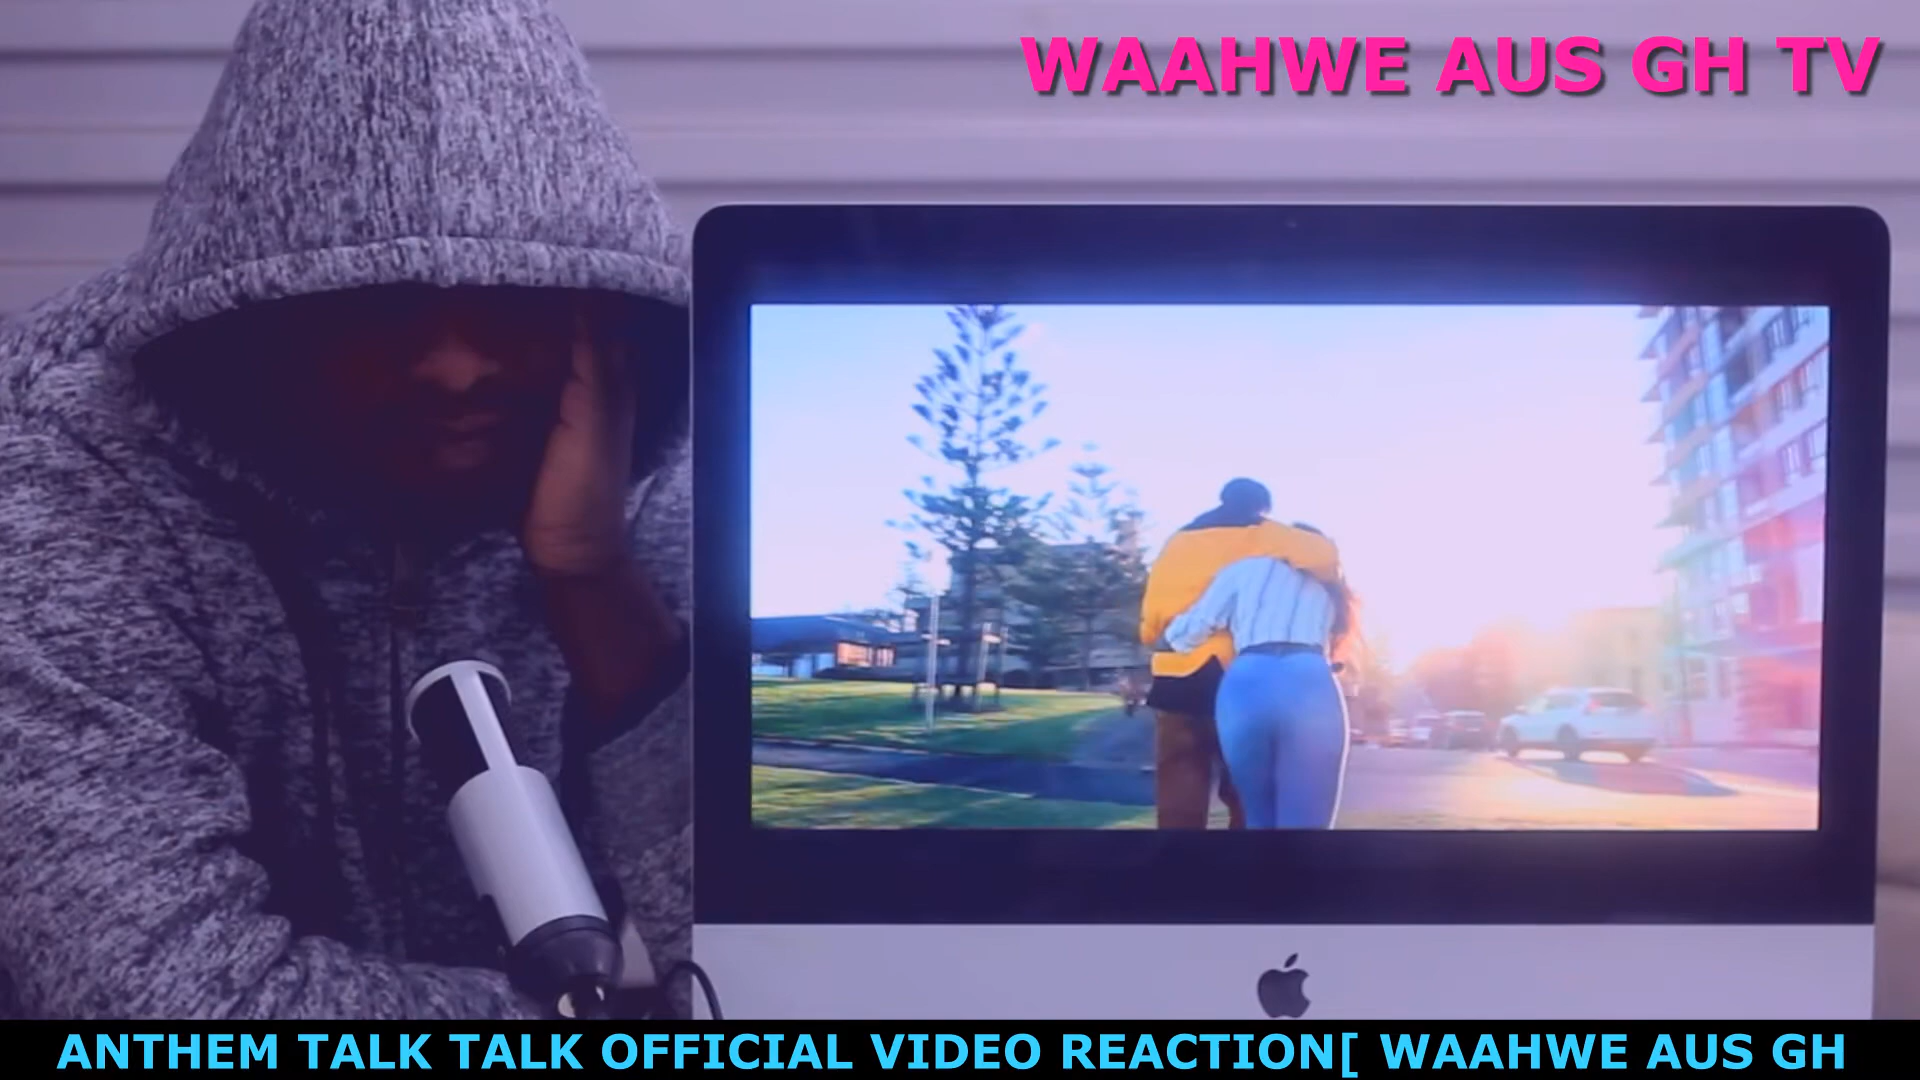 WAAHWE AUS GH TV
ANTHEM TALK TALK OFFICIAL VIDEO REACTION[ WAAHWE AUS GH